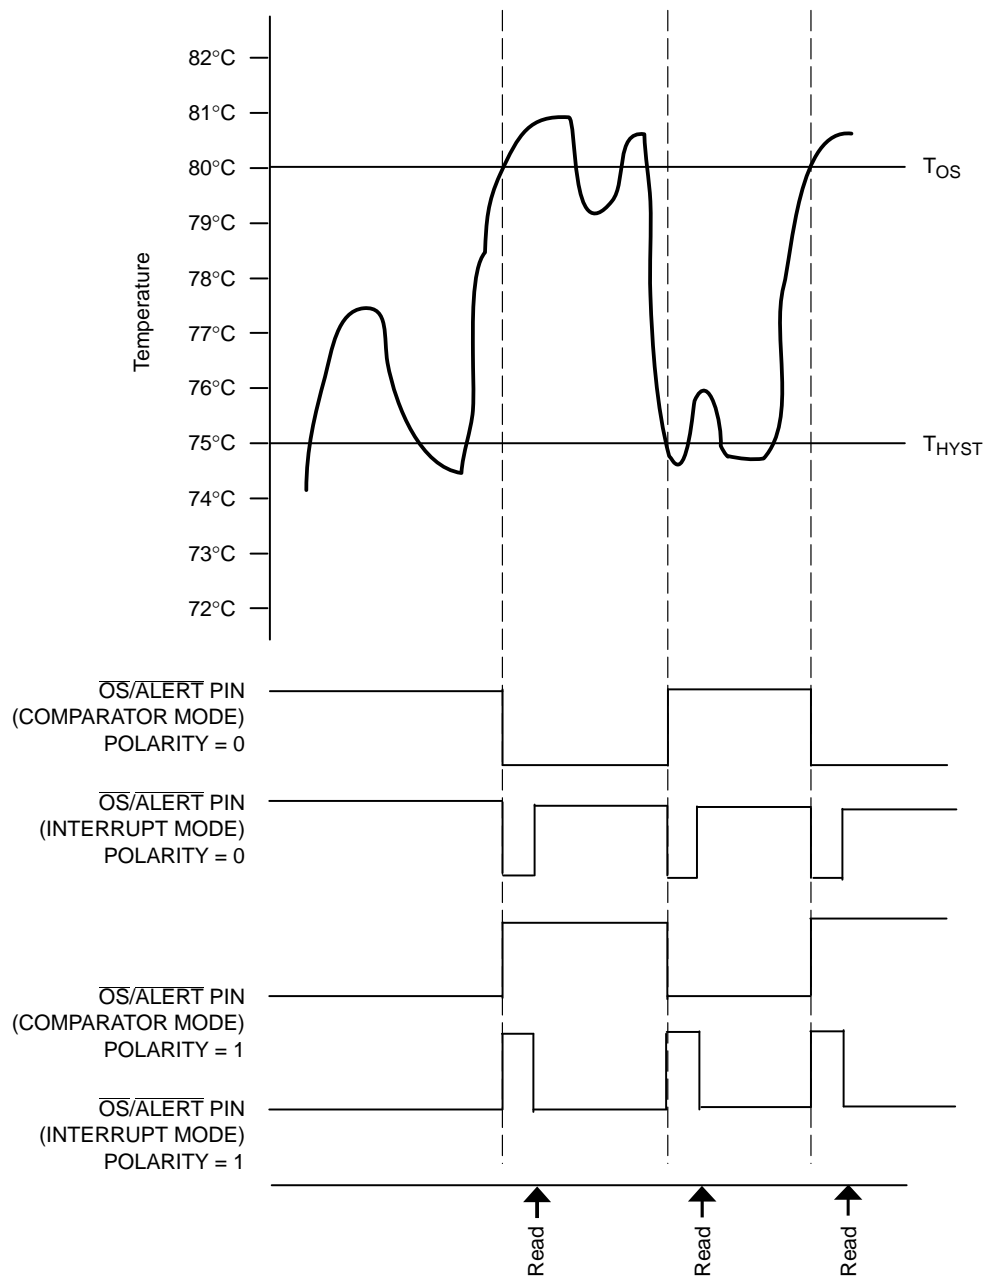 82°C
81°C
80°C
TOS
79°C
78°C
Temperature
77°C
76°C
75°C
THYST
74°C
73°C
72°C
OS/ALERT PIN
(COMPARATOR MODE)
POLARITY = 0
OS/ALERT PIN
(INTERRUPT MODE)
POLARITY = 0
OS/ALERT PIN
(COMPARATOR MODE)
POLARITY = 1
OS/ALERT PIN
(INTERRUPT MODE)
POLARITY = 1
Read
Read
Read